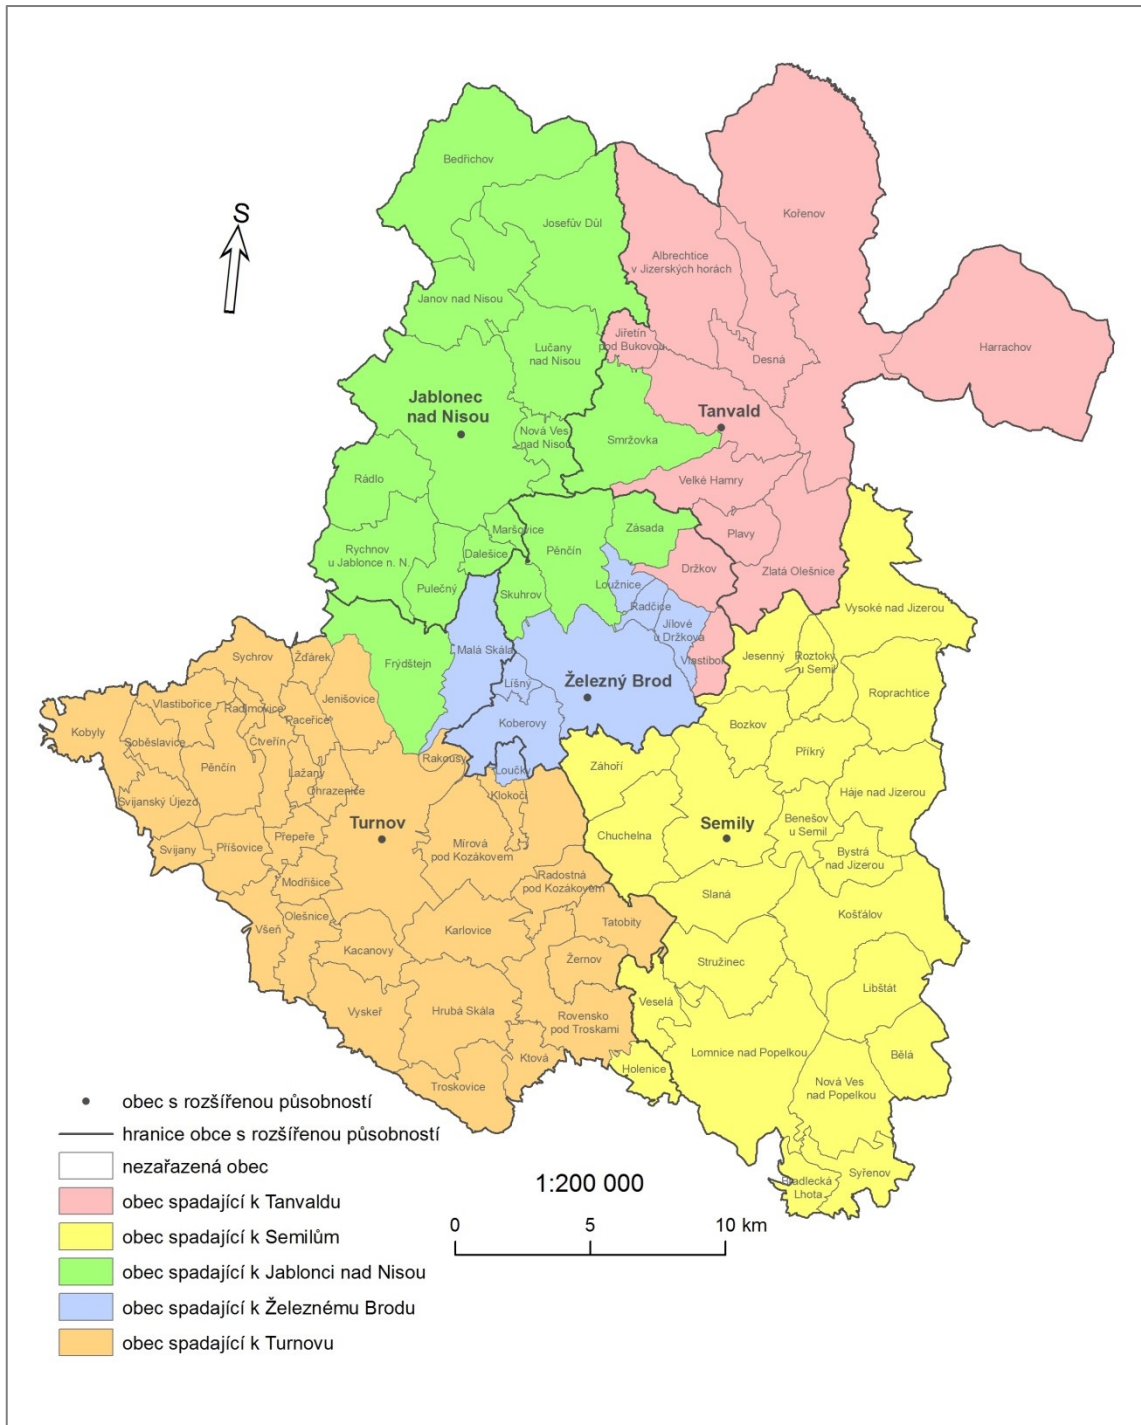 S
Bedřichov
Josefův Důl
Kořenov
Albrechtice
v Jizerských horách
Janov nad Nisou
Jiřetín
pod Bukovou
Lučany
nad Nisou
Desná
Harrachov
Jablonec
nad Nisou
Tanvald
Nová Ves
nad Nisou
Smržovka
Rádlo
Velké Hamry
Maršovice
Zásada
Plavy
Rychnov
u Jablonce n. N.
Dalešice
Pěnčín
Držkov
Zlatá Olešnice
Pulečný
Skuhrov
Loužnice
Radčice
Vysoké nad Jizerou
Jílové
u Držkova
Malá Skála
Vlastiboř
Jesenný
Roztoky
u Semil
Sychrov
Žďárek
Frýdštejn
Líšný
Železný Brod
Roprachtice
Jenišovice
Vlastibořice
Radimovice
Paceřice
Koberovy
Bozkov
Kobyly
Soběslavice
Čtveřín
Příkrý
Rakousy
Záhoří
Pěnčín
Lažany
Loučky
Ohrazenice
Klokočí
Háje nad Jizerou
Svijanský Újezd
Turnov
Semily
Benešov
u Semil
Chuchelna
Přepeře
Svijany
Příšovice
Mírová
pod Kozákovem
Bystrá
nad Jizerou
Modřišice
Radostná
pod Kozákovem
Slaná
Olešnice
Košťálov
Všeň
Karlovice
Tatobity
Kacanovy
Žernov
Stružinec
Libštát
Vyskeř
Hrubá Skála
Rovensko
pod Troskami
Veselá
Lomnice nad Popelkou
Bělá
Ktová
Holenice
Troskovice
Nová Ves
nad Popelkou
Syřenov
Bradlecká
Lhota
obec s rozšířenou působností
hranice obce s rozšířenou působností
nezařazená obec
obec spadající k Tanvaldu
obec spadající k Semilům
obec spadající k Jablonci nad Nisou
obec spadající k Železnému Brodu
obec spadající k Turnovu
1:200 000
0 5 10 km